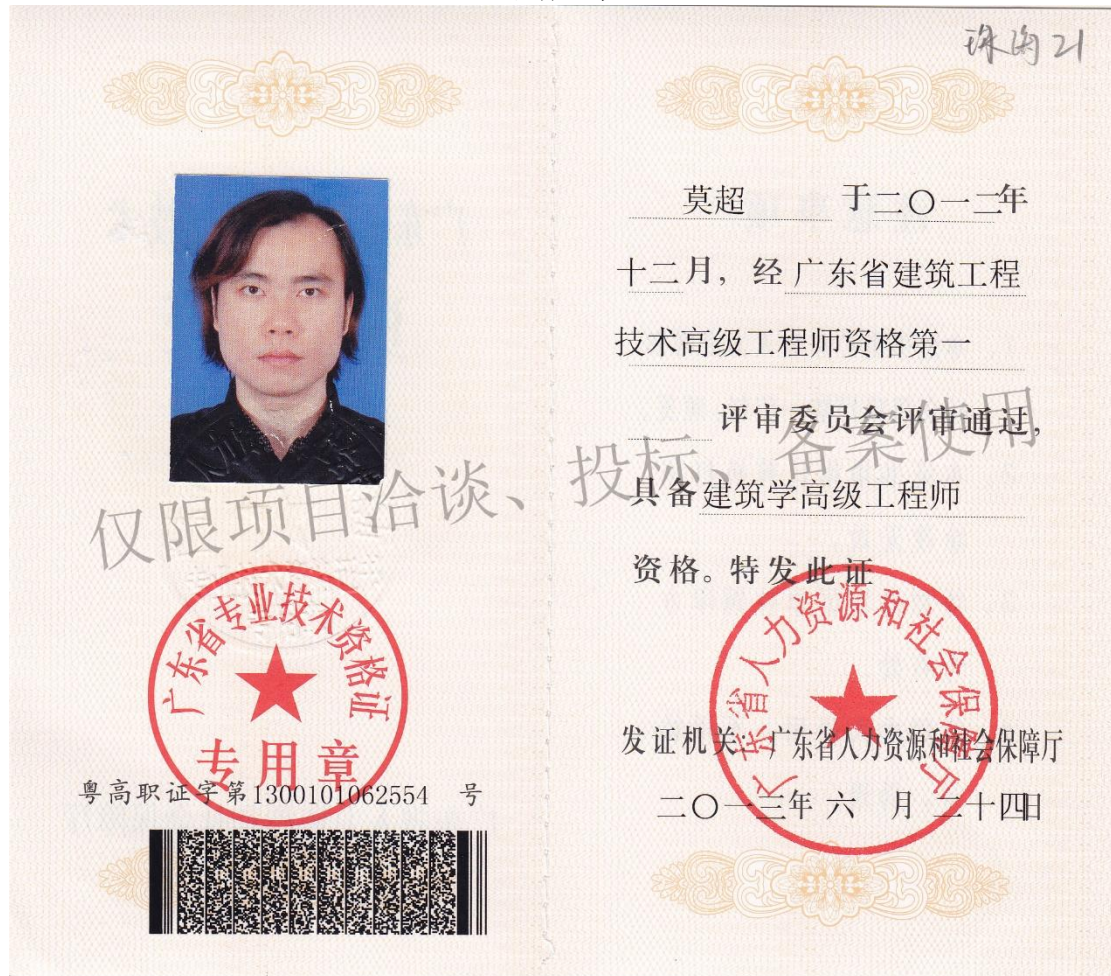 珠海21
莫超 于二〇一二年
十二月，经广东省建筑工程
技术高级工程师资格第一
评审委员会评审通过，
具备建筑学高级工程师
资格。特发此证
发证机关：广东省人力资源和社会保障厅
二〇一三年 六 月 二十四日
广东省人力资源和社会保障厅
广东省专业技术资格证
专用章
粤高职证字第1300101062554 号
仅限项目洽谈、投标、备案使用